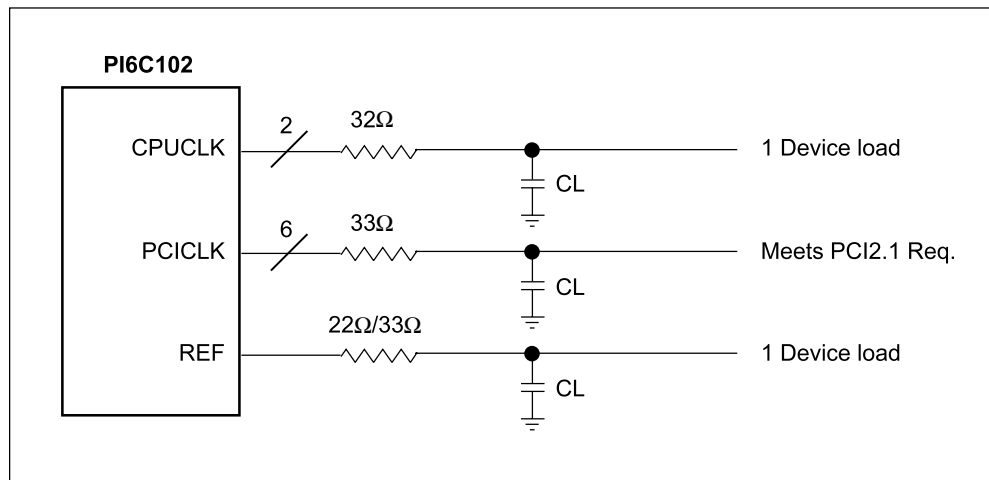 PI6C102
CPUCLK
2
32Ω
1 Device load
CL
PCICLK
6
33Ω
Meets PCI2.1 Req.
CL
REF
22Ω/33Ω
1 Device load
CL